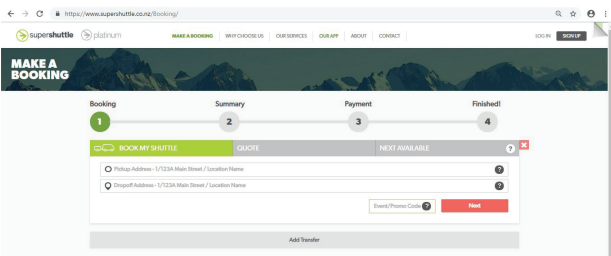 https://www.supershuttle.co.nz/Booking/
supershuttle platinum MAKE A BOOKING WHY CHOOSE US OUR SERVICES OUR APP ABOUT CONTACT LOG IN SIGN UP
MAKE A
BOOKING
Booking Summary Payment Finished!
1 2 3 4
BOOK MY SHUTTLE QUOTE NEXT AVAILABLE ?
Pickup Address - 1/123A Main Street / Location Name ?
Dropoff Address - 1/123A Main Street / Location Name ?
Event/Promo Code ? Next
Add Transfer